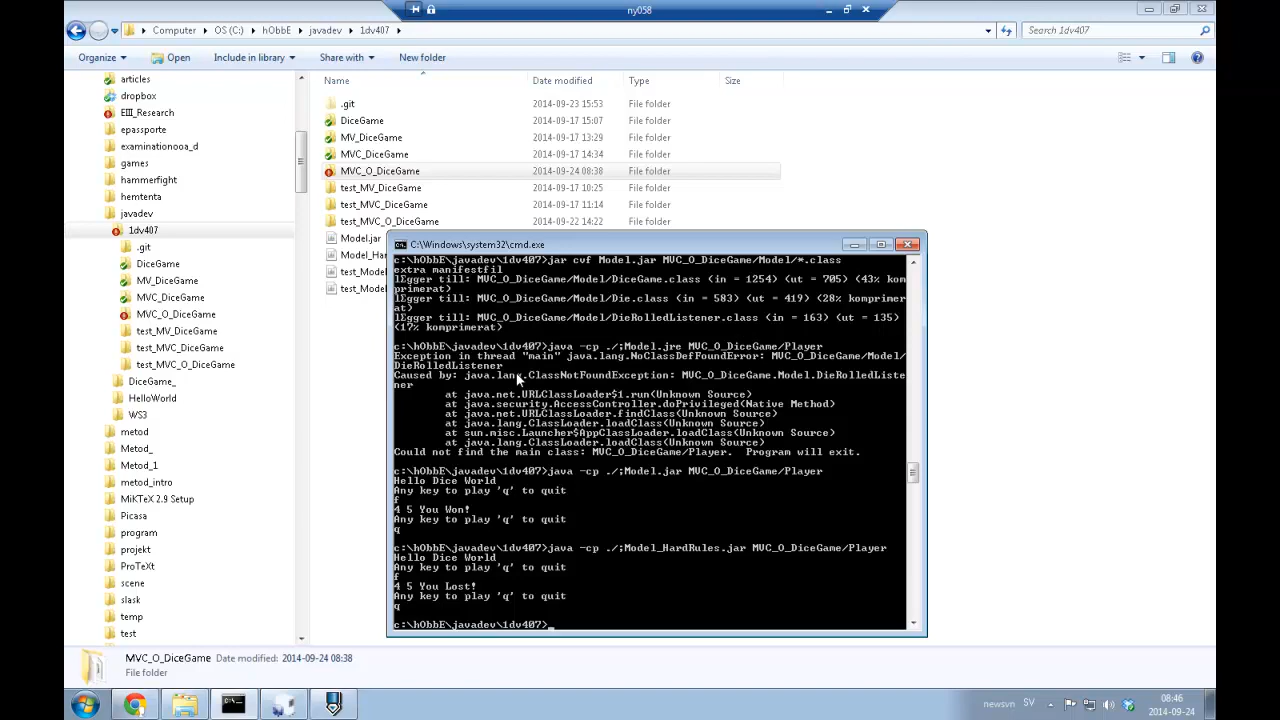 ny058
Computer
OS (C:)
hObbE
javadev
1dv407
Search 1dv407
Organize
Open
Include in library
Share with
New folder
Name
Date modified
Type
Size
articles
dropbox
EIII_Research
epassporte
examinationooa_d
games
hammerfight
hemtenta
javadev
1dv407
.git
DiceGame
MV_DiceGame
MVC_DiceGame
MVC_O_DiceGame
test_MV_DiceGame
test_MVC_DiceGame
test_MVC_O_DiceGame
DiceGame_
HelloWorld
WS3
metod
Metod_
Metod_1
metod_intro
MiKTeX 2.9 Setup
Picasa
program
projekt
ProTeXt
scene
slask
temp
test
.git 2014-09-23 15:53 File folder
DiceGame 2014-09-17 15:07 File folder
MV_DiceGame 2014-09-17 13:29 File folder
MVC_DiceGame 2014-09-17 14:34 File folder
MVC_O_DiceGame 2014-09-24 08:38 File folder
test_MV_DiceGame 2014-09-17 10:25 File folder
test_MVC_DiceGame 2014-09-17 11:14 File folder
test_MVC_O_DiceGame 2014-09-22 14:22 File folder
Model.jar
Model_Ha
test_Model
test_Model
C:\Windows\system32\cmd.exe
c:\hObbE\javadev\1dv407>jar cvf Model.jar MVC_O_DiceGame/Model/*.class
extra manifestfil
lΣgger till: MVC_O_DiceGame/Model/DiceGame.class (in = 1254) (ut = 705) (43% kom
primerat)
lΣgger till: MVC_O_DiceGame/Model/Die.class (in = 583) (ut = 419) (28% komprimer
at)
lΣgger till: MVC_O_DiceGame/Model/DieRolledListener.class (in = 163) (ut = 135)
(17% komprimerat)
c:\hObbE\javadev\1dv407>java -cp ./;Model.jre MVC_O_DiceGame/Player
Exception in thread "main" java.lang.NoClassDefFoundError: MVC_O_DiceGame/Model/
DieRolledListener
Caused by: java.lang.ClassNotFoundException: MVC_O_DiceGame.Model.DieRolledListe
ner
at java.net.URLClassLoader$1.run(Unknown Source)
at java.security.AccessController.doPrivileged(Native Method)
at java.net.URLClassLoader.findClass(Unknown Source)
at java.lang.ClassLoader.loadClass(Unknown Source)
at sun.misc.Launcher$AppClassLoader.loadClass(Unknown Source)
at java.lang.ClassLoader.loadClass(Unknown Source)
Could not find the main class: MVC_O_DiceGame/Player.  Program will exit.
c:\hObbE\javadev\1dv407>java -cp ./;Model.jar MVC_O_DiceGame/Player
Hello Dice World
Any key to play 'q' to quit
f
4 5 You Won!
Any key to play 'q' to quit
q
c:\hObbE\javadev\1dv407>java -cp ./;Model_HardRules.jar MVC_O_DiceGame/Player
Hello Dice World
Any key to play 'q' to quit
f
4 5 You Lost!
Any key to play 'q' to quit
q
c:\hObbE\javadev\1dv407>_
MVC_O_DiceGame Date modified: 2014-09-24 08:38
File folder
newsvn
SV
08:46
2014-09-24